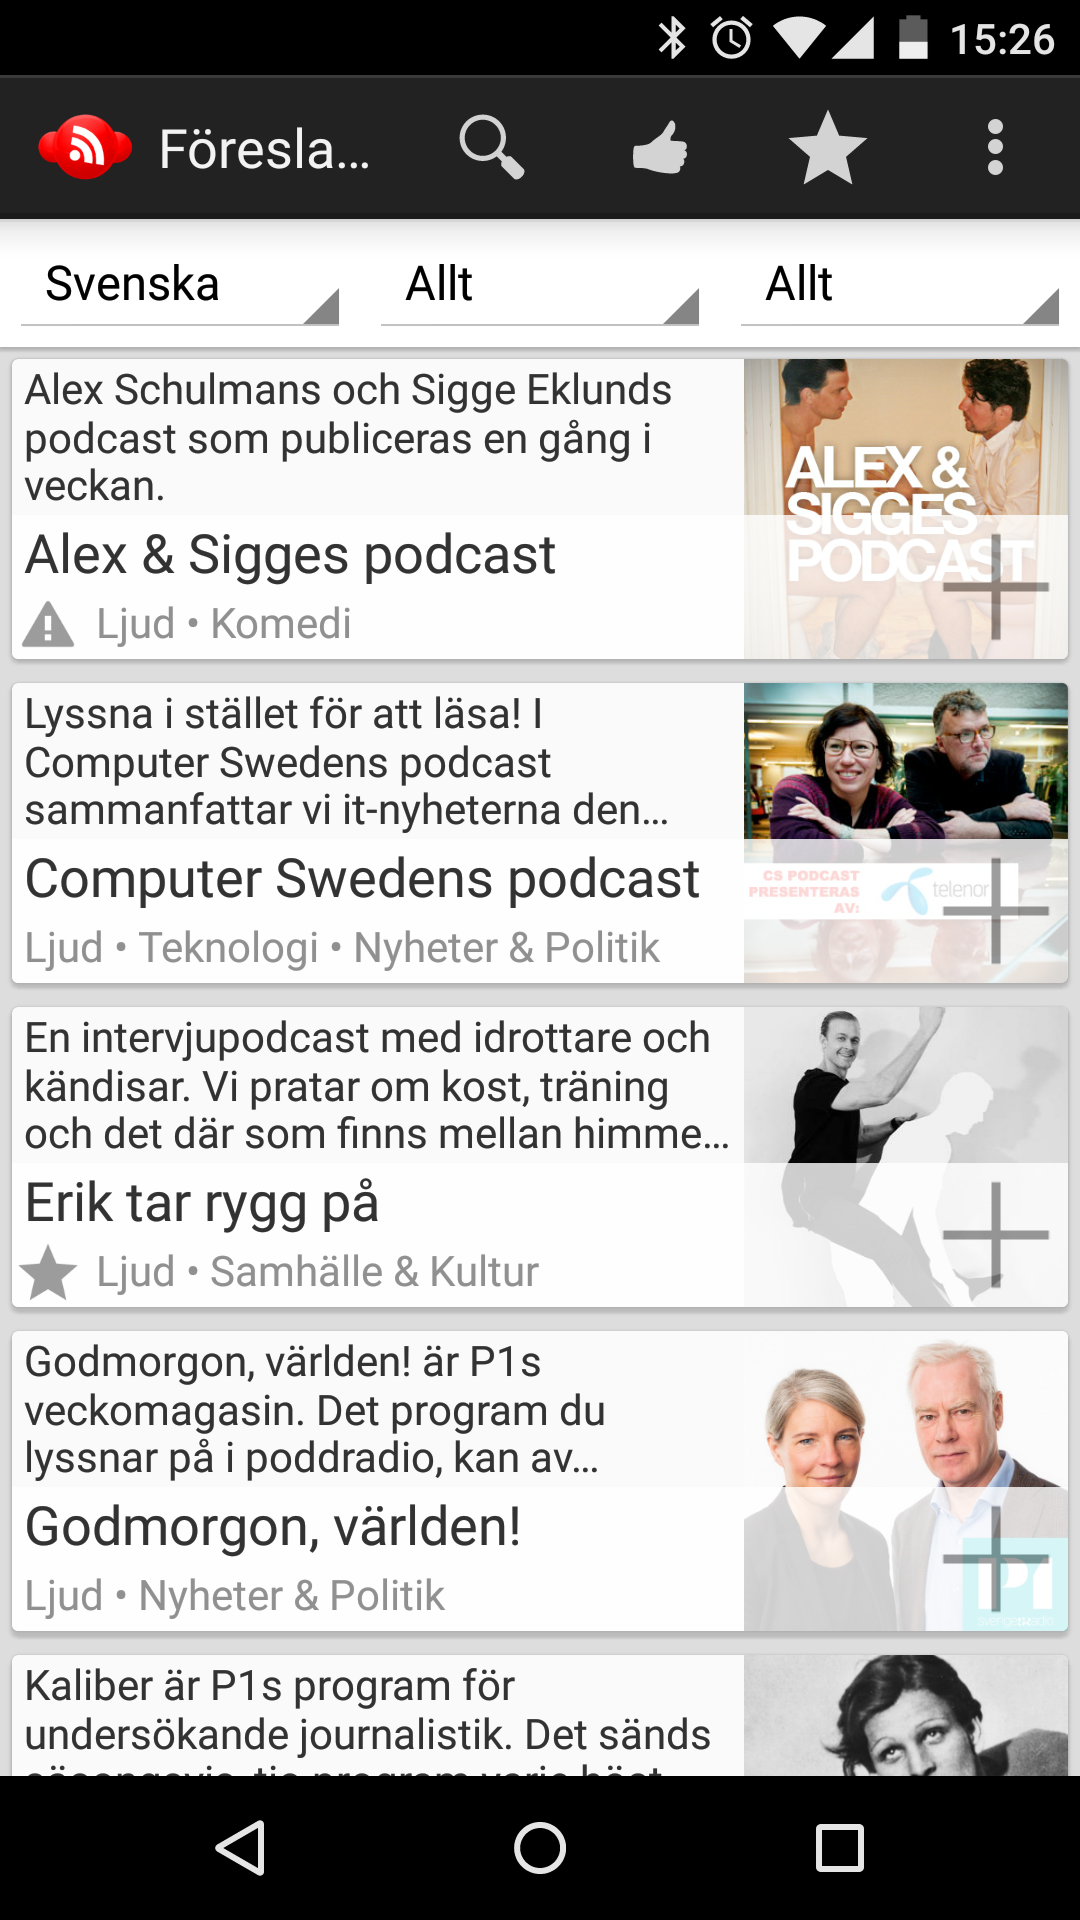 15:26
Föresla...
Svenska
Allt
Allt
Alex Schulmans och Sigge Eklunds
podcast som publiceras en gång i
veckan.
ALEX &
SIGGES
PODCAST
Alex & Sigges podcast
Ljud • Komedi
Lyssna i stället för att läsa! I
Computer Swedens podcast
sammanfattar vi it-nyheterna den...
Computer Swedens podcast
CS PODCAST
PRESENTERAS
AV:
telenor
Ljud • Teknologi • Nyheter & Politik
En intervjupodcast med idrottare och
kändisar. Vi pratar om kost, träning
och det där som finns mellan himme...
Erik tar rygg på
Ljud • Samhälle & Kultur
Godmorgon, världen! är P1s
veckomagasin. Det program du
lyssnar på i poddradio, kan av...
Godmorgon, världen!
P1
Ljud • Nyheter & Politik
Kaliber är P1s program för
undersökande journalistik. Det sänds